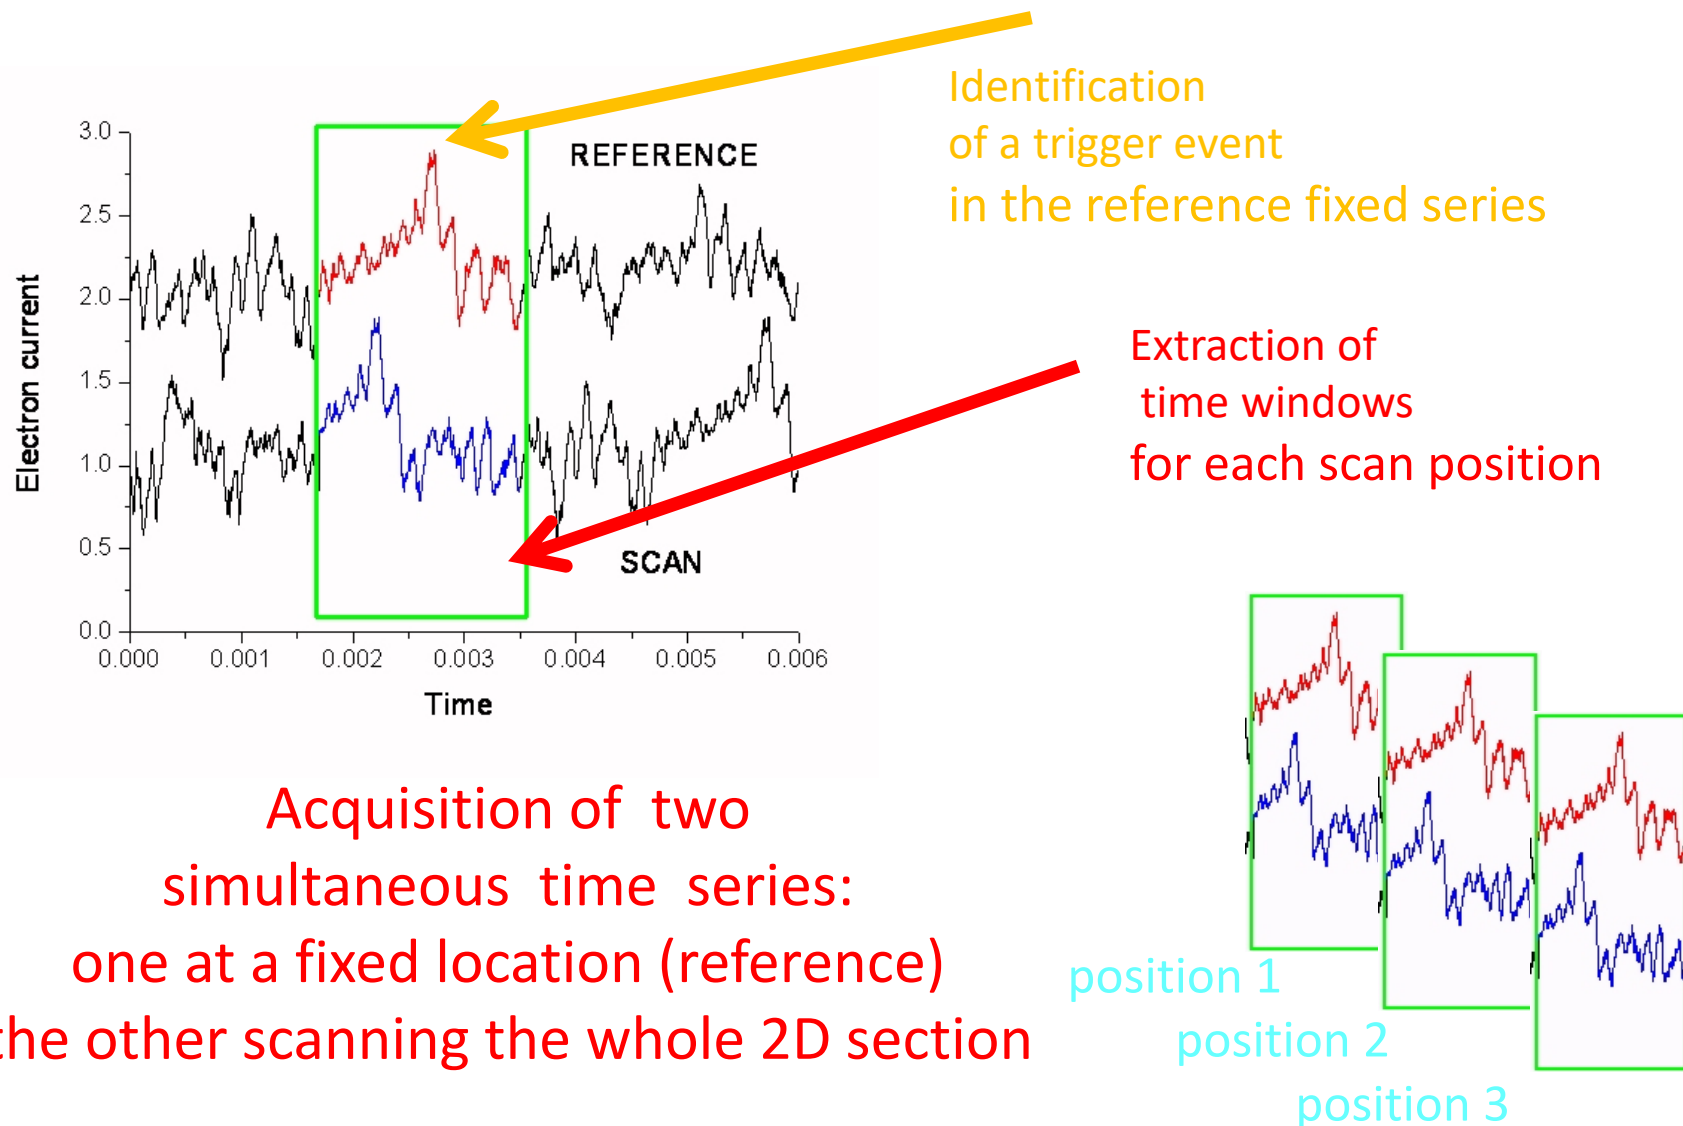 Identification
of a trigger event
in the reference fixed series
3.0
2.5
2.0
1.5
1.0
0.5
0.0
Electron current
REFERENCE
SCAN
0.000 0.001 0.002 0.003 0.004 0.005 0.006
Time
Extraction of
time windows
for each scan position
Acquisition of two
simultaneous time series:
one at a fixed location (reference)
the other scanning the whole 2D section
position 1
position 2
position 3